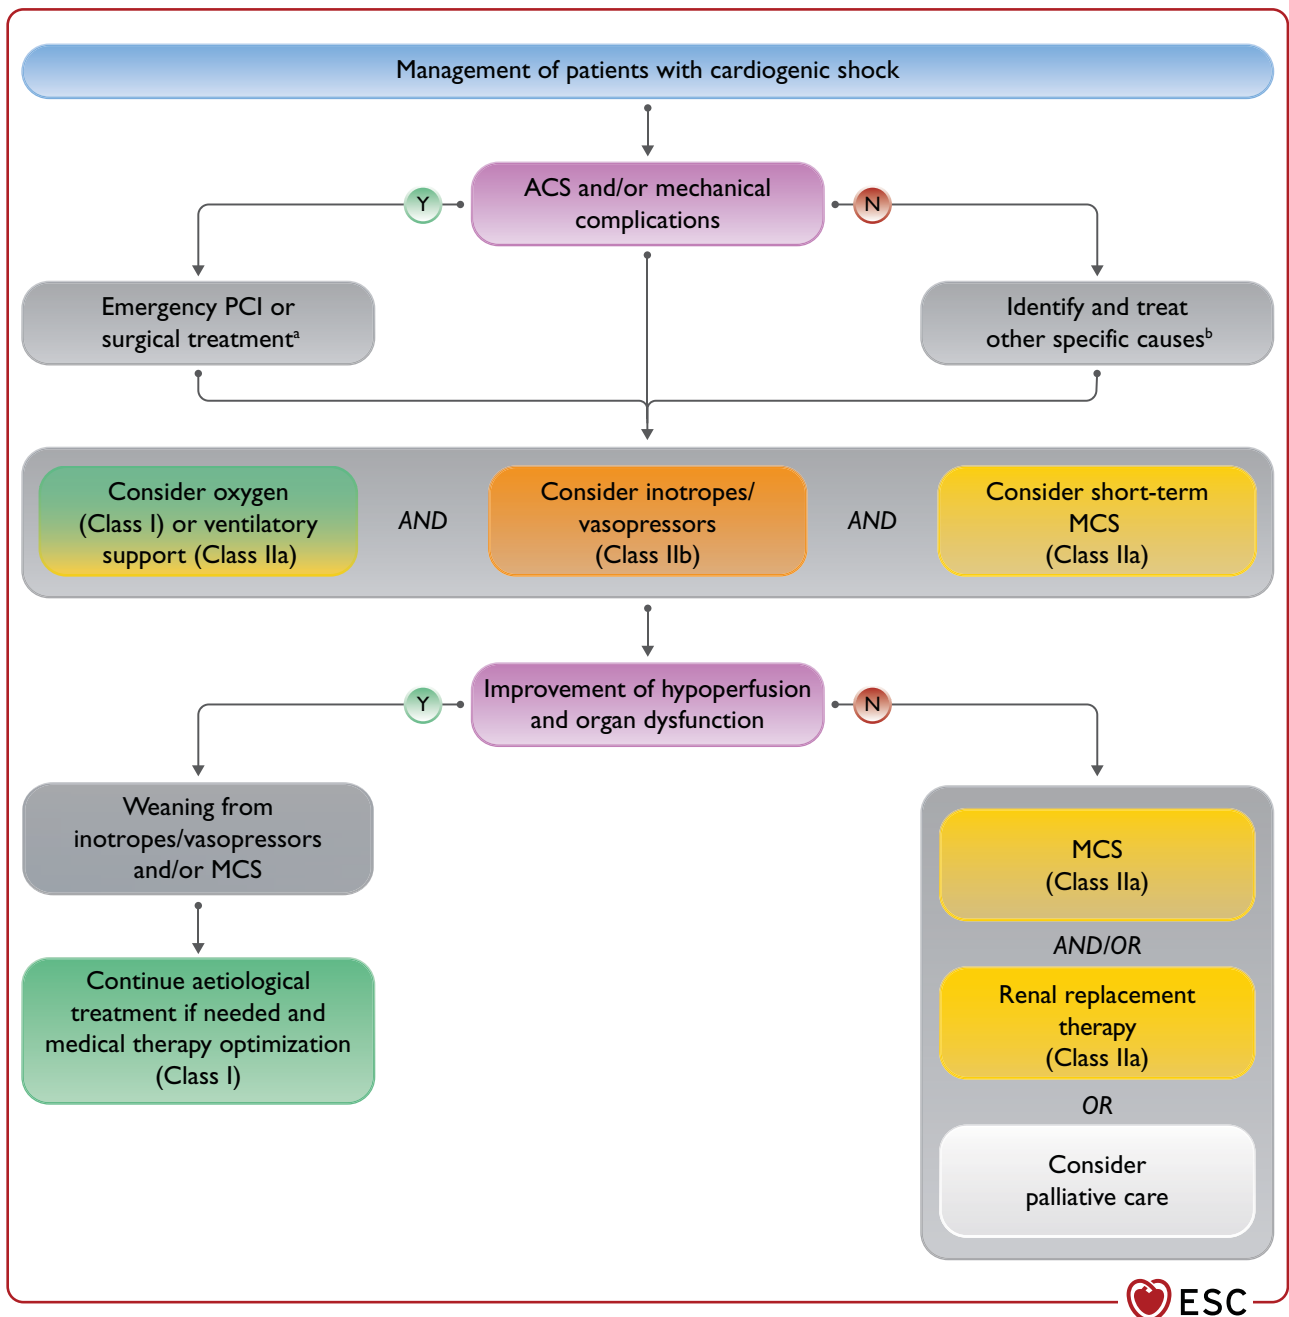 Management of patients with cardiogenic shock
ACS and/or mechanical
complications
Y
N
Emergency PCI or
surgical treatmentᵃ
Identify and treat
other specific causesᵇ
Consider oxygen
(Class I) or ventilatory
support (Class IIa)
AND
Consider inotropes/
vasopressors
(Class IIb)
AND
Consider short-term
MCS
(Class IIa)
Improvement of hypoperfusion
and organ dysfunction
Y
N
Weaning from
inotropes/vasopressors
and/or MCS
Continue aetiological
treatment if needed and
medical therapy optimization
(Class I)
MCS
(Class IIa)
AND/OR
Renal replacement
therapy
(Class IIa)
OR
Consider
palliative care
ESC